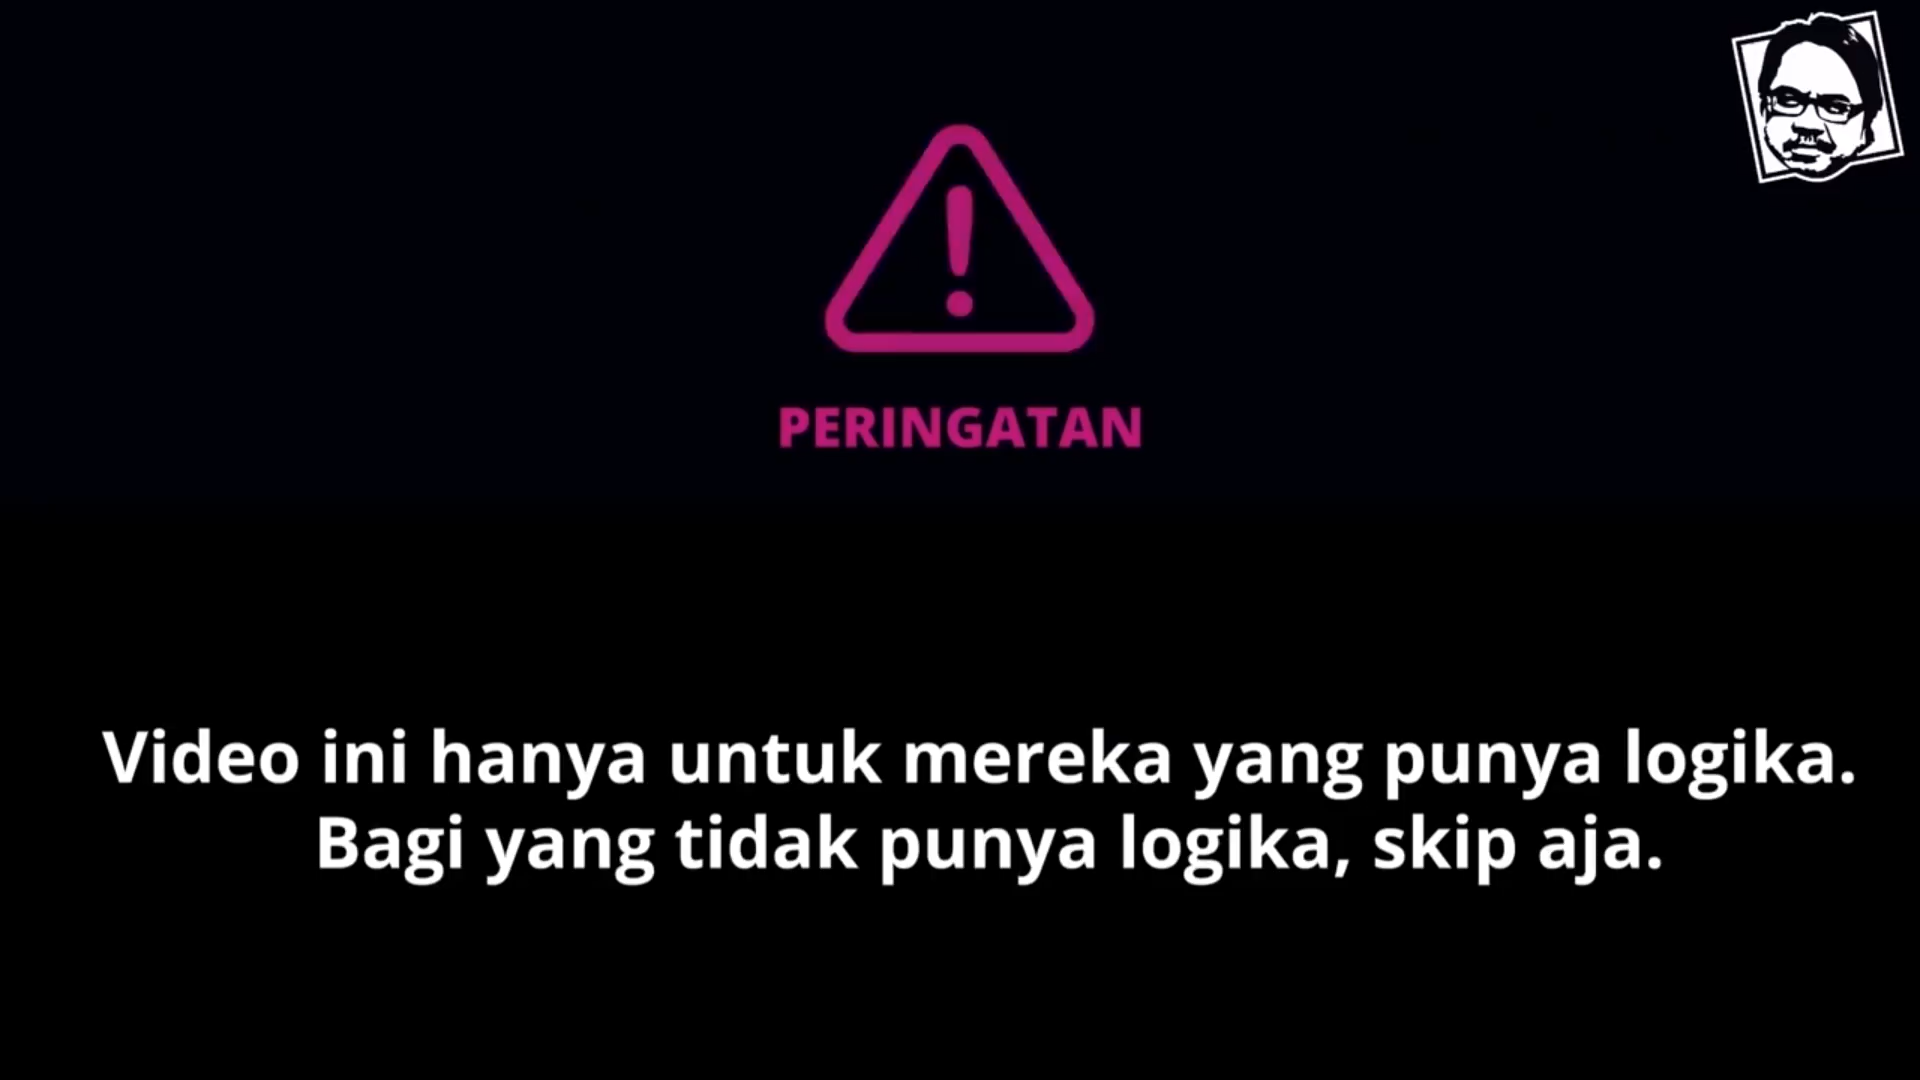 PERINGATAN
Video ini hanya untuk mereka yang punya logika.
Bagi yang tidak punya logika, skip aja.